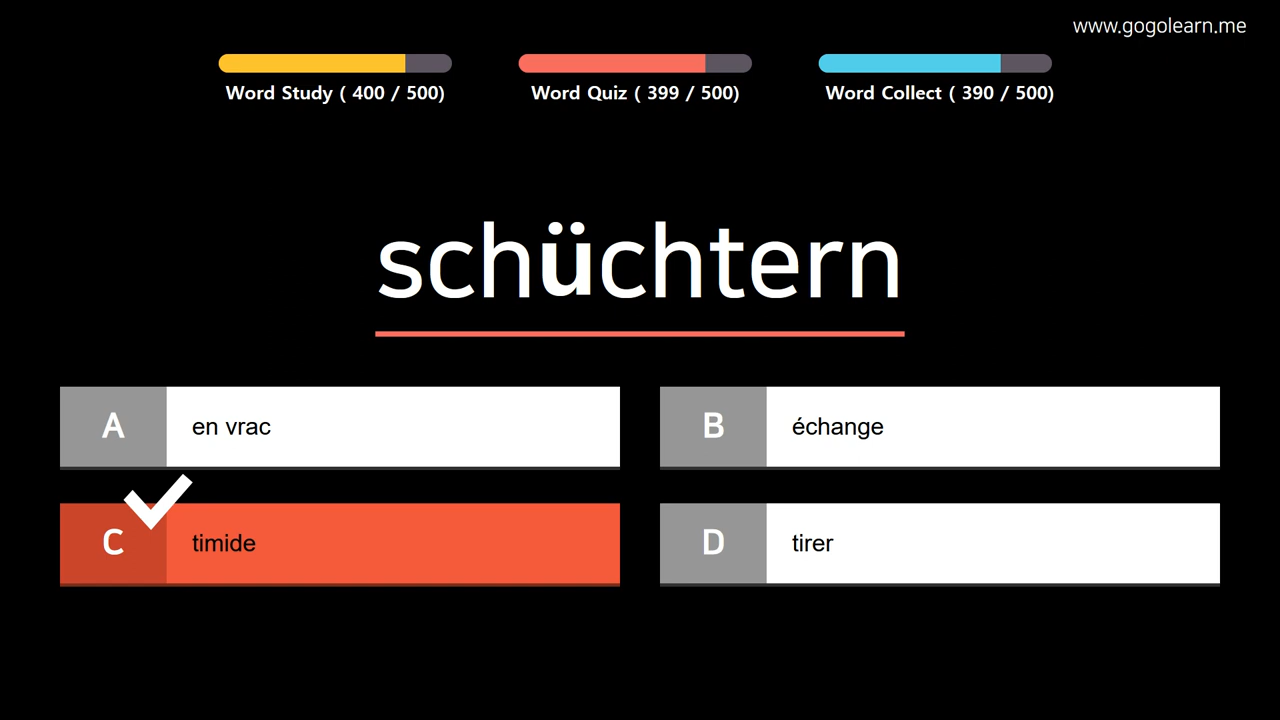 www.gogolearn.me
Word Study ( 400 / 500)
Word Quiz ( 399 / 500)
Word Collect ( 390 / 500)
schüchtern
A
en vrac
B
échange
C
timide
D
tirer